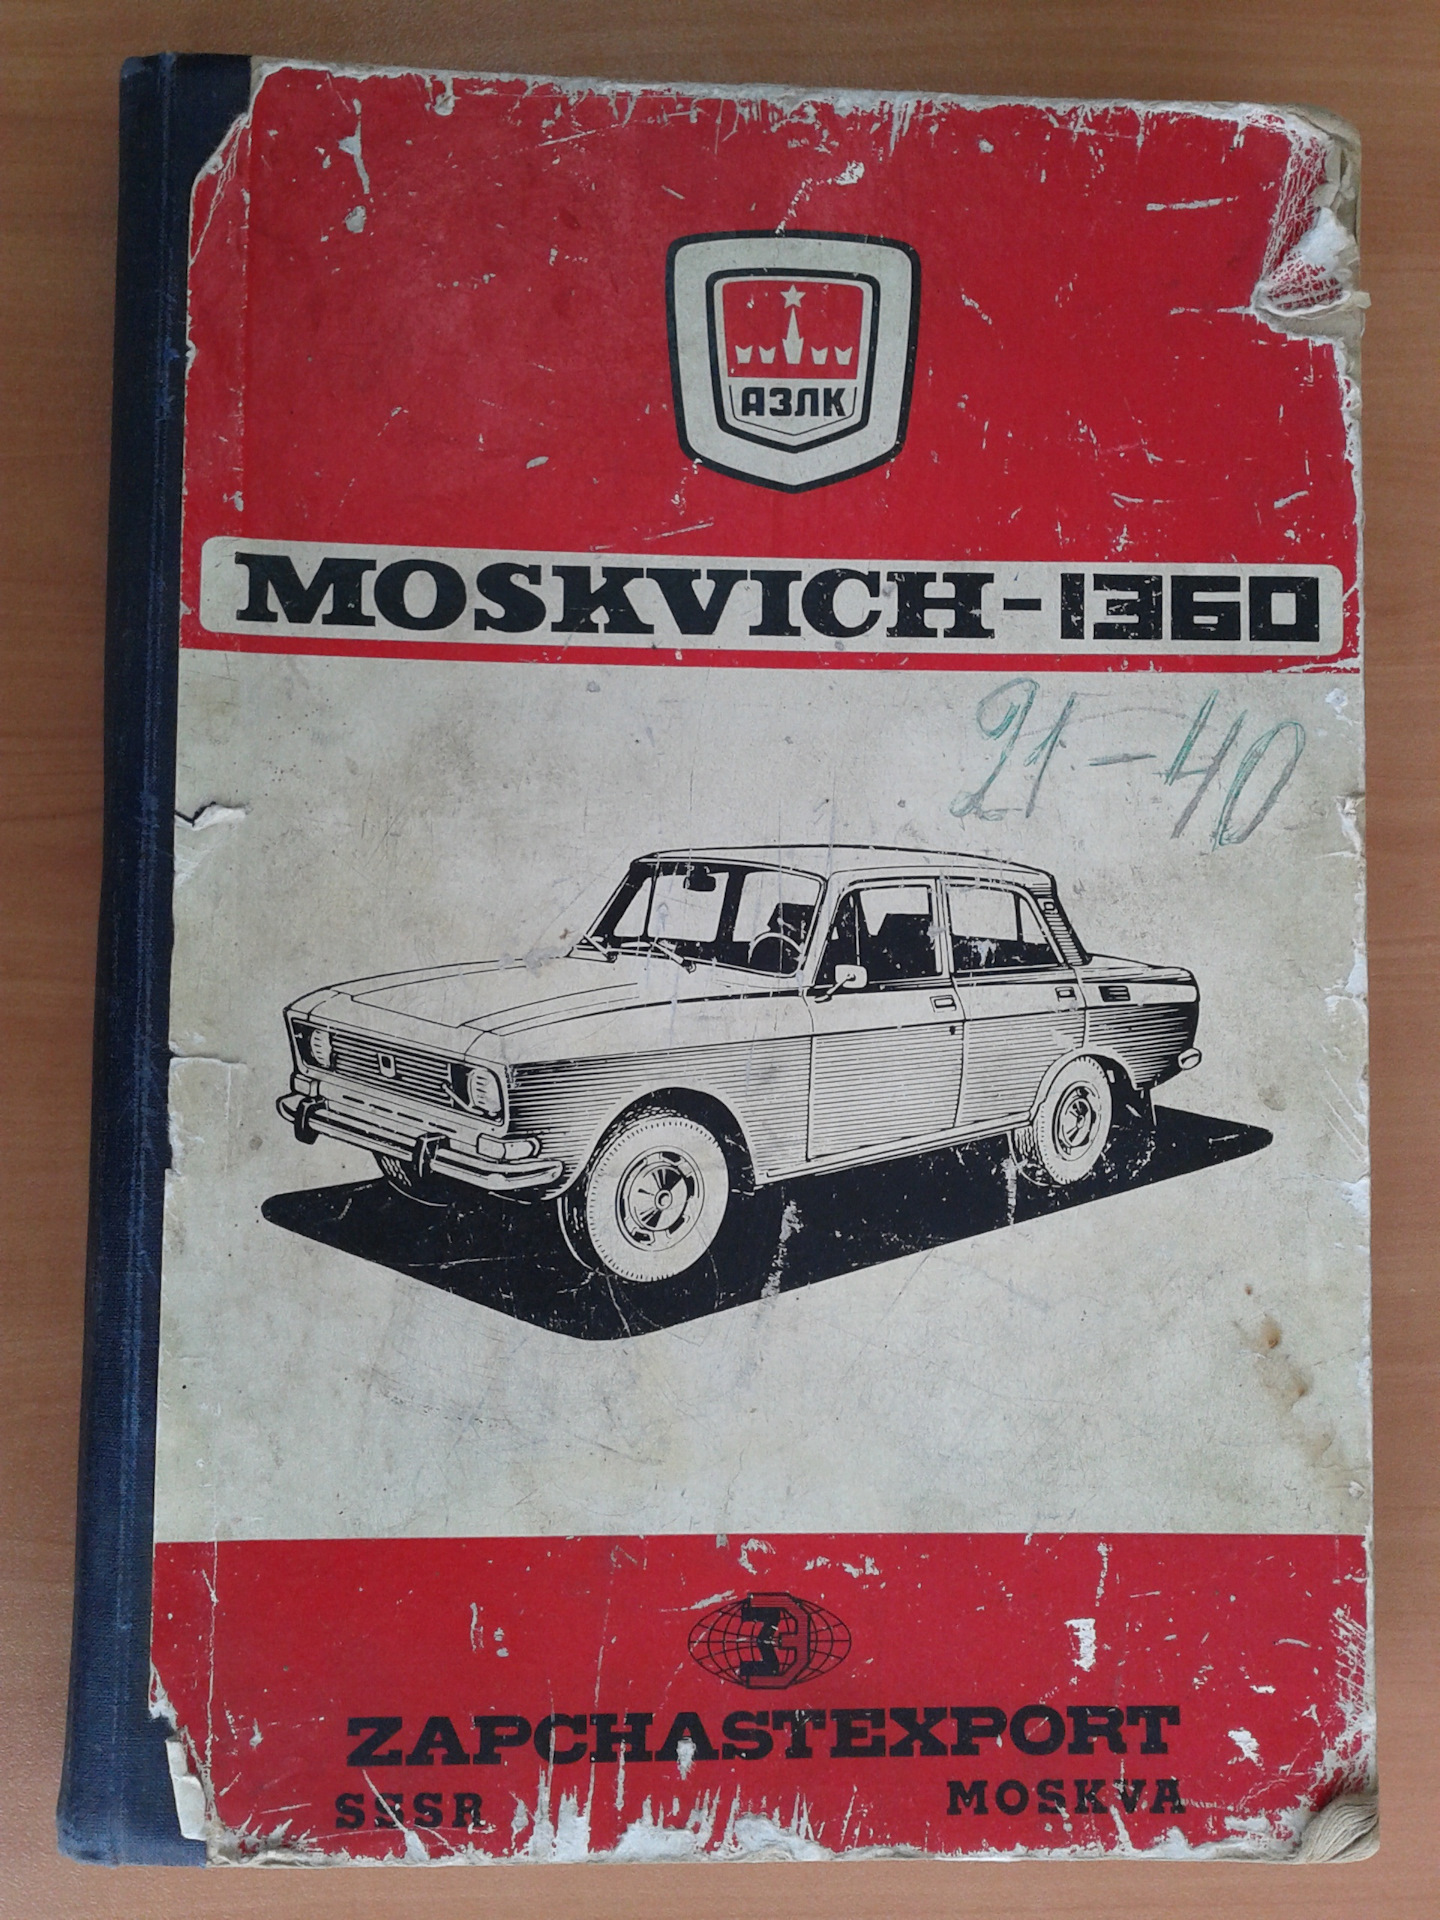 АЗЛК
MOSKVICH-1360
21-40
ZAPCHASTEXPORT
SSSR MOSKVA